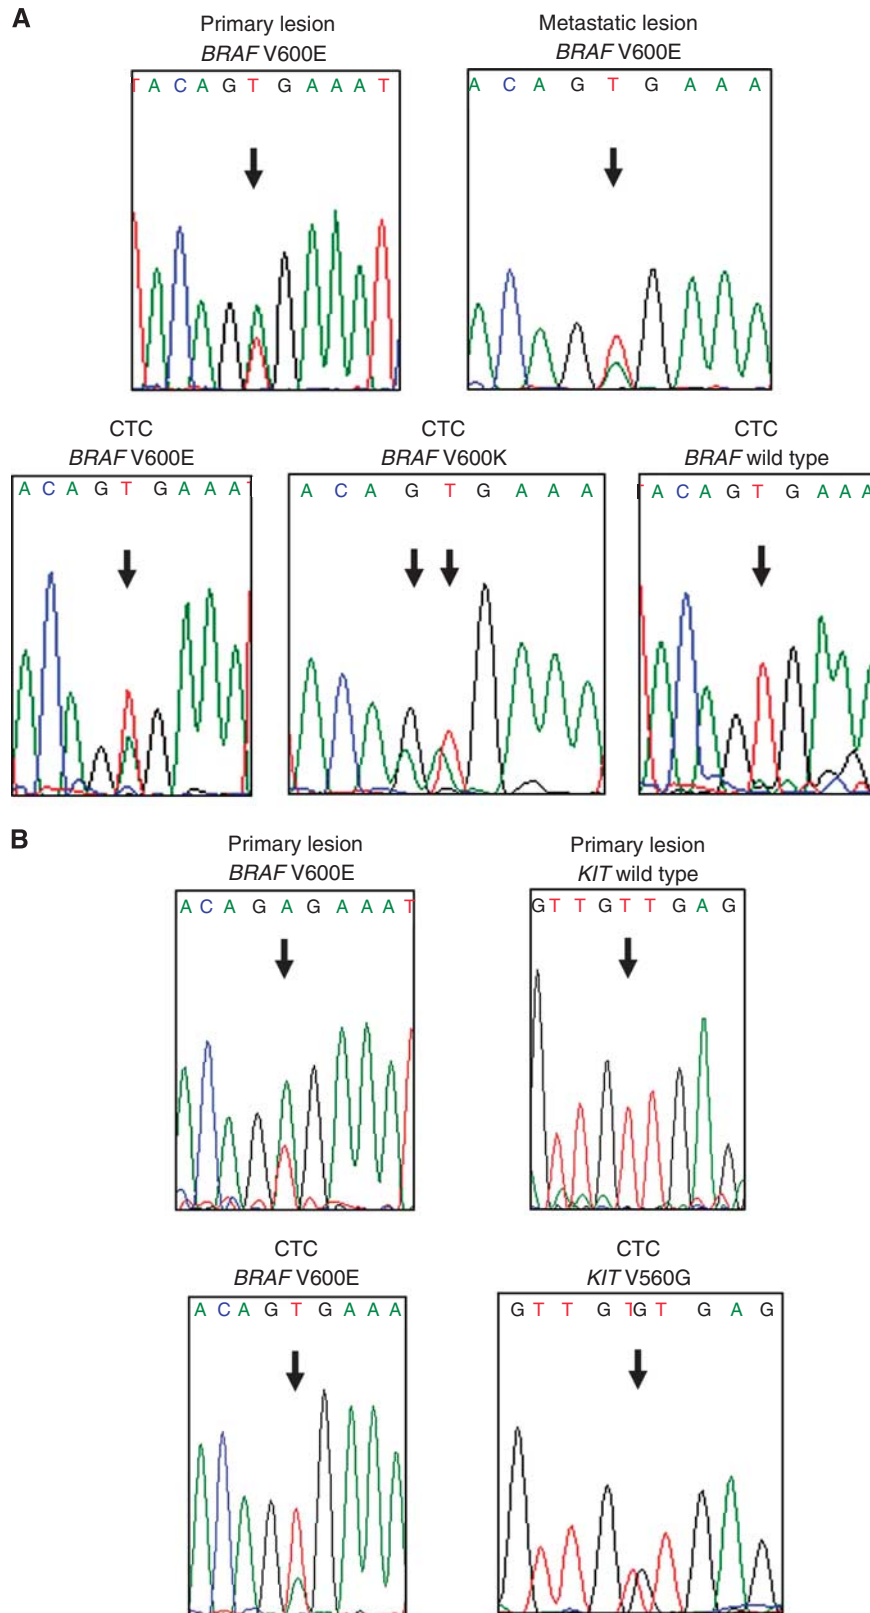 A
Primary lesion
BRAF V600E
Metastatic lesion
BRAF V600E
T A C A G T G A A A T
A C A G T G A A A
CTC
BRAF V600E
CTC
BRAF V600K
CTC
BRAF wild type
A C A G T G A A A T
A C A G T G A A A
T A C A G T G A A A
B
Primary lesion
BRAF V600E
Primary lesion
KIT wild type
A C A G A G A A A T
G T T G T T G A G
CTC
BRAF V600E
CTC
KIT V560G
A C A G T G A A A
G T T G T G T G A G